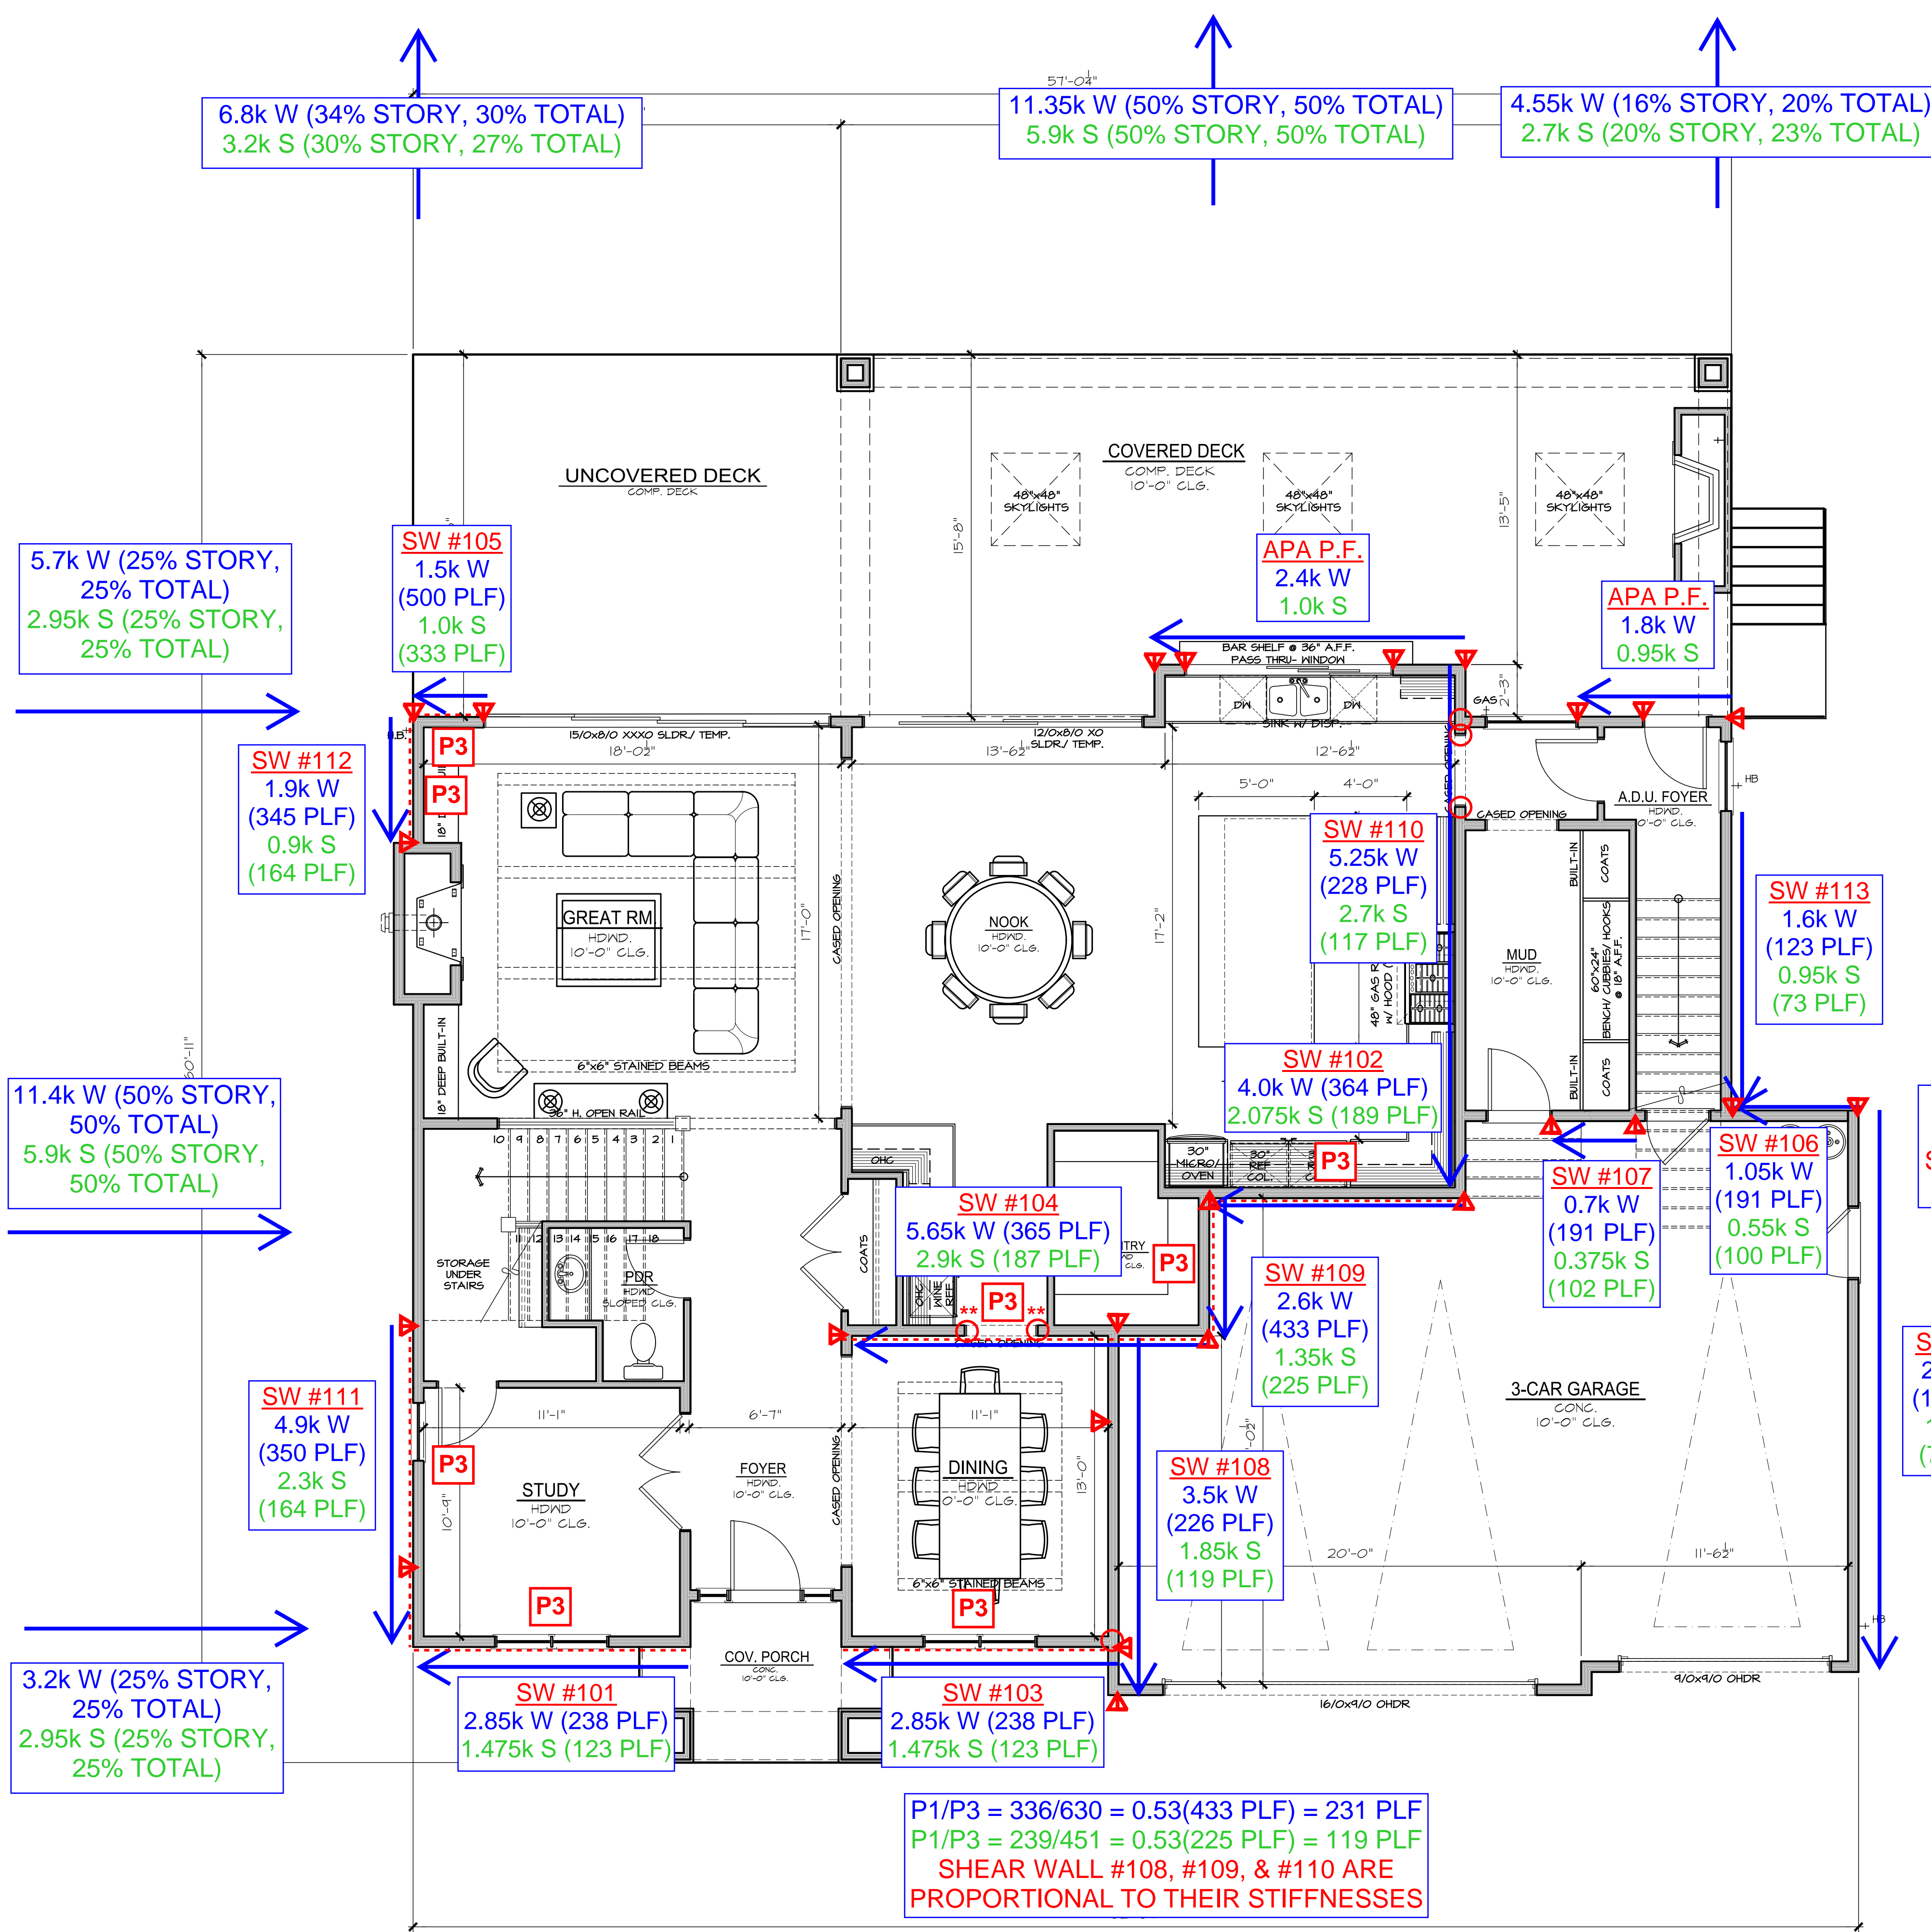 57'-0¼"
6.8k W (34% STORY, 30% TOTAL)
3.2k S (30% STORY, 27% TOTAL)
11.35k W (50% STORY, 50% TOTAL)
5.9k S (50% STORY, 50% TOTAL)
4.55k W (16% STORY, 20% TOTAL)
2.7k S (20% STORY, 23% TOTAL)
UNCOVERED DECK
COMP. DECK
COVERED DECK
COMP. DECK
10'-0" CLG.
48"x48"
SKYLIGHTS
48"x48"
SKYLIGHTS
48"x48"
SKYLIGHTS
15'-8"
13'-5"
5.7k W (25% STORY,
25% TOTAL)
2.95k S (25% STORY,
25% TOTAL)
SW #105
1.5k W
(500 PLF)
1.0k S
(333 PLF)
APA P.F.
2.4k W
1.0k S
APA P.F.
1.8k W
0.95k S
BAR SHELF @ 36" A.F.F.
PASS THRU- WINDOW
DW
SINK W/ DISP.
DW
GAS
2'-3"
P3
P3
15/0x8/0 XXXO SLDR./ TEMP.
18'-0½"
12/0x8/0 XO
SLDR./ TEMP.
13'-6½"
12'-6½"
CASED OPENING
5'-0"
4'-0"
HB
A.D.U. FOYER
HDWD.
CASED OPENING
SW #112
1.9k W
(345 PLF)
0.9k S
(164 PLF)
SW #110
5.25k W
(228 PLF)
2.7k S
(117 PLF)
SW #113
1.6k W
(123 PLF)
0.95k S
(73 PLF)
GREAT RM.
HDWD.
10'-0" CLG.
17'-0"
CASED OPENING
NOOK
HDWD.
10'-0" CLG.
17'-2"
MUD
HDWD.
10'-0" CLG.
BUILT-IN
COATS
60"x24"
BENCH/ CUBBIES/ HOOKS
@ 18" A.F.F.
BUILT-IN
COATS
60'-11"
18" DEEP BUILT-IN
6"x6" STAINED BEAMS
36" H. OPEN RAIL
10 9 8 7 6 5 4 3 2 1
11 12 13 14 15 16 17 18
11.4k W (50% STORY,
50% TOTAL)
5.9k S (50% STORY,
50% TOTAL)
SW #102
4.0k W (364 PLF)
2.075k S (189 PLF)
OHC
30"
MICRO/
OVEN
30"
REF
COL.
P3
SW #107
0.7k W
(191 PLF)
0.375k S
(102 PLF)
SW #106
1.05k W
(191 PLF)
0.55k S
(100 PLF)
SW #104
5.65k W (365 PLF)
2.9k S (187 PLF)
STORAGE
UNDER
STAIRS
PDR
HDWD
SLOPED CLG.
COATS
OHC
WINE
REF
** P3 **
P3
CASED OPENING
SW #109
2.6k W
(433 PLF)
1.35k S
(225 PLF)
SW #111
4.9k W
(350 PLF)
2.3k S
(164 PLF)
11'-1"
6'-7"
11'-1"
P3
10'-9"
STUDY
HDWD
10'-0" CLG.
FOYER
HDWD.
10'-0" CLG.
CASED OPENING
DINING
HDWD
13'-0"
3-CAR GARAGE
CONC.
10'-0" CLG.
SW #108
3.5k W
(226 PLF)
1.85k S
(119 PLF)
20'-0"
11'-6½"
6"x6" STAINED BEAMS
P3
P3
HB
COV. PORCH
CONC.
10'-0" CLG.
16/0x9/0 OHDR
9/0x9/0 OHDR
3.2k W (25% STORY,
25% TOTAL)
2.95k S (25% STORY,
25% TOTAL)
SW #101
2.85k W (238 PLF)
1.475k S (123 PLF)
SW #103
2.85k W (238 PLF)
1.475k S (123 PLF)
P1/P3 = 336/630 = 0.53(433 PLF) = 231 PLF
P1/P3 = 239/451 = 0.53(225 PLF) = 119 PLF
SHEAR WALL #108, #109, & #110 ARE
PROPORTIONAL TO THEIR STIFFNESSES